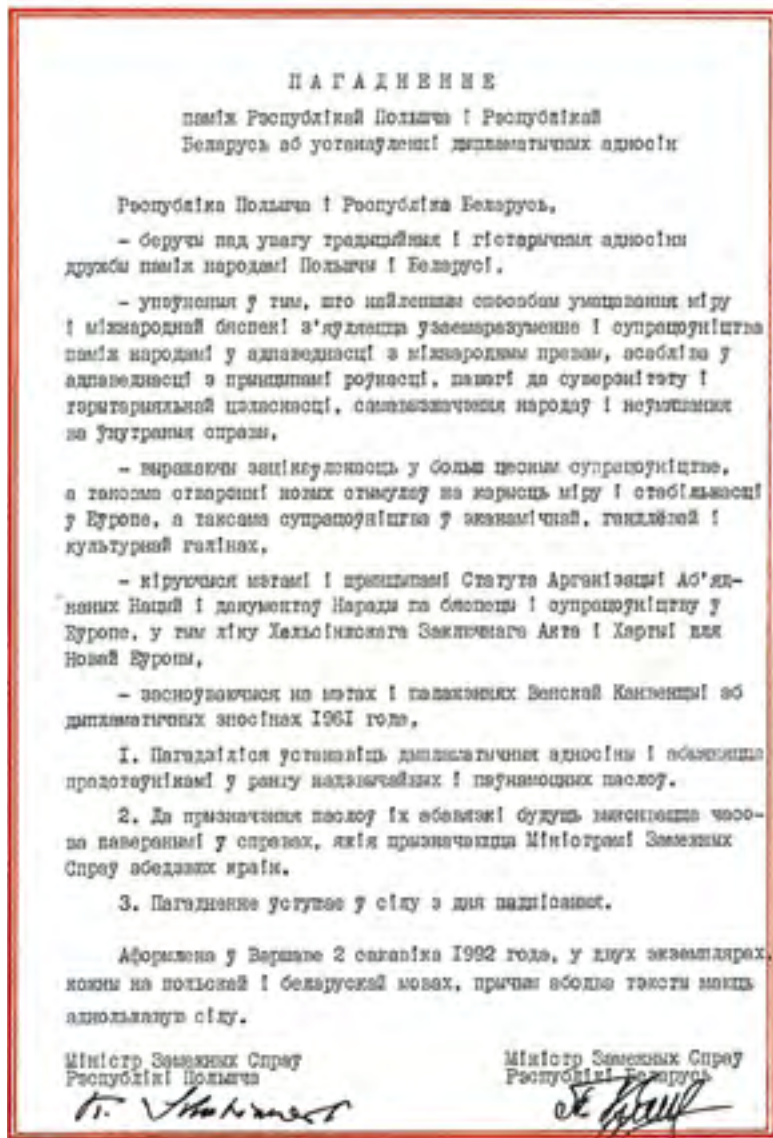 ПАГАДНЕННЕ
паміж Рэспублікай Польшча і Рэспублікай
Беларусь аб устанаўленні дыпламатычных адносін
Рэспубліка Польшча і Рэспубліка Беларусь,
– беручы пад увагу традыцыйныя і гістарычныя адносіны
дружбы паміж народамі Польшчы і Беларусі,
– упэўненыя ў тым, што найлепшым спосабам умацавання міру
і міжнароднай бяспекі з'яўляецца узаемаразуменне і супрацоўніцтва
паміж народамі у адпаведнасці з міжнародным правам, асабліва ў
адпаведнасці з прынцыпамі роўнасці, павагі да суверэнітэту і
тэрытарыяльнай цэласнасці, самавызначэння народаў і неўмяшання
ва ўнутраныя справы,
– выражаючы зацікаўленасць у больш цесным супрацоўніцтве,
а таксама стварэнні новых стымулаў на карысць міру і стабільнасці
ў Еўропе, а таксама супрацоўніцтва ў эканамічнай, гандлёвай і
культурнай галінах,
– кіруючыся мэтамі і прынцыпамі Статута Арганізацыі Аб'яд-
наных Нацый і дакументаў Нарады па бяспецы і супрацоўніцтву ў
Еўропе, у тым ліку Хельсінкскага Заключнага Акта і Хартыі для
Новай Еўропы,
– засноўваючыся на мэтах і палажэннях Венскай Канвенцыі аб
дыпламатычных зносінах 1961 года,
1. Пагадзіліся устанавіць дыпламатычныя адносіны і абмяняцца
прадстаўнікамі ў рангу надзвычайных і паўнамоцных паслоў.
2. Да прызначэння паслоў іх абавязкі будуць выконвацца часо-
ва павераным у справах, якія прызначаюцца Міністрамі Замежных
Спраў абедзвюх краін.
3. Пагадненне уступае ў сілу з дня падпісання.
Аформлена ў Варшаве 2 сакавіка 1992 года, у двух экземплярах,
кожны на польскай і беларускай мовах, прычым абодва тэксты маюць
аднолькавую сілу.
Міністр Замежных Спраў
Рэспублікі Польшча
Міністр Замежных Спраў
Рэспублікі Беларусь